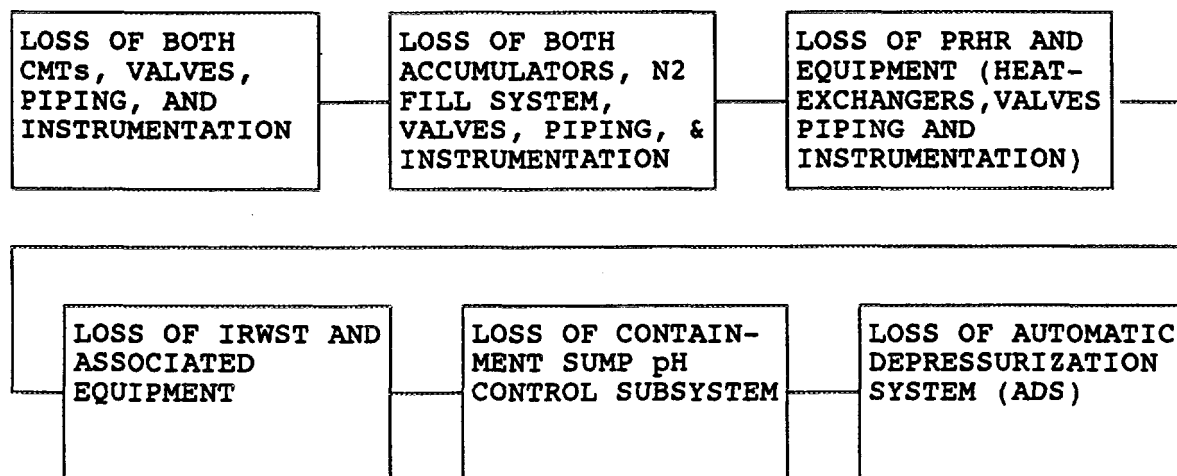 LOSS OF BOTH
CMTs, VALVES,
PIPING, AND
INSTRUMENTATION
LOSS OF BOTH
ACCUMULATORS, N2
FILL SYSTEM,
VALVES, PIPING, &
INSTRUMENTATION
LOSS OF PRHR AND
EQUIPMENT (HEAT-
EXCHANGERS,VALVES
PIPING AND
INSTRUMENTATION)
LOSS OF IRWST AND
ASSOCIATED
EQUIPMENT
LOSS OF CONTAIN-
MENT SUMP pH
CONTROL SUBSYSTEM
LOSS OF AUTOMATIC
DEPRESSURIZATION
SYSTEM (ADS)